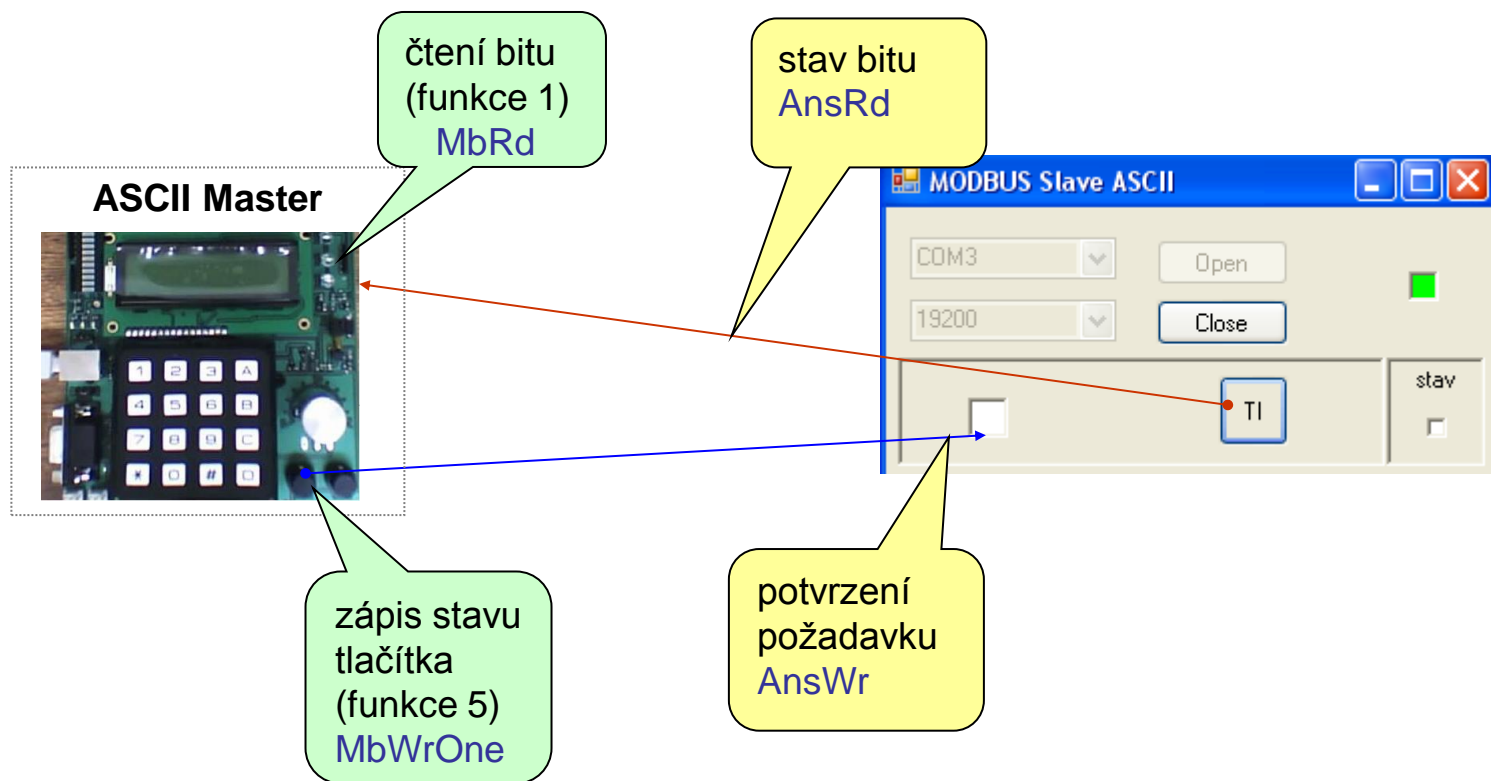 čtení bitu
(funkce 1)
MbRd
stav bitu
AnsRd
ASCII Master
1 2 3 A
4 5 6 B
7 8 9 C
* 0 # D
MODBUS Slave ASCII
COM3
Open
19200
Close
TI
stav
zápis stavu
tlačítka
(funkce 5)
MbWrOne
potvrzení
požadavku
AnsWr